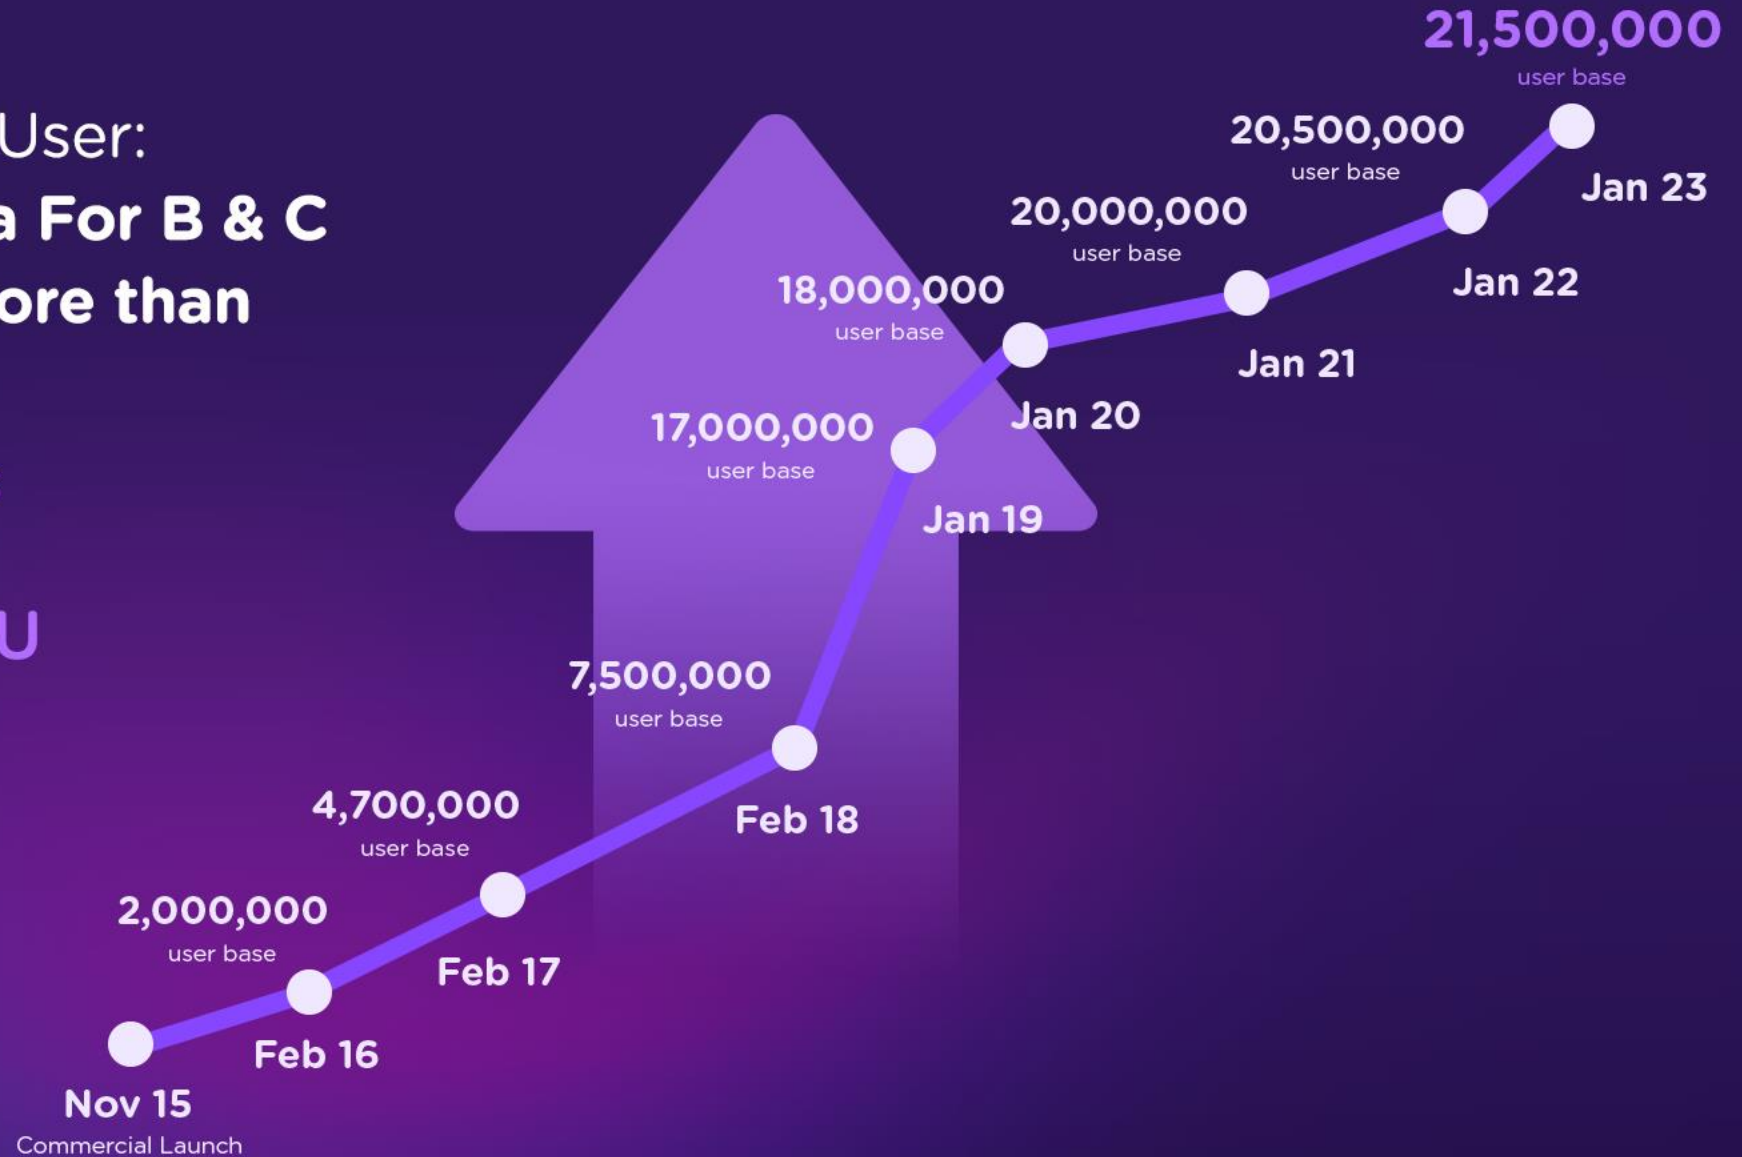 User:
a For B & C
ore than
U
21,500,000
user base
Jan 23
20,500,000
user base
Jan 22
20,000,000
user base
Jan 21
18,000,000
user base
Jan 20
17,000,000
user base
Jan 19
7,500,000
user base
Feb 18
4,700,000
user base
Feb 17
2,000,000
user base
Feb 16
Nov 15
Commercial Launch